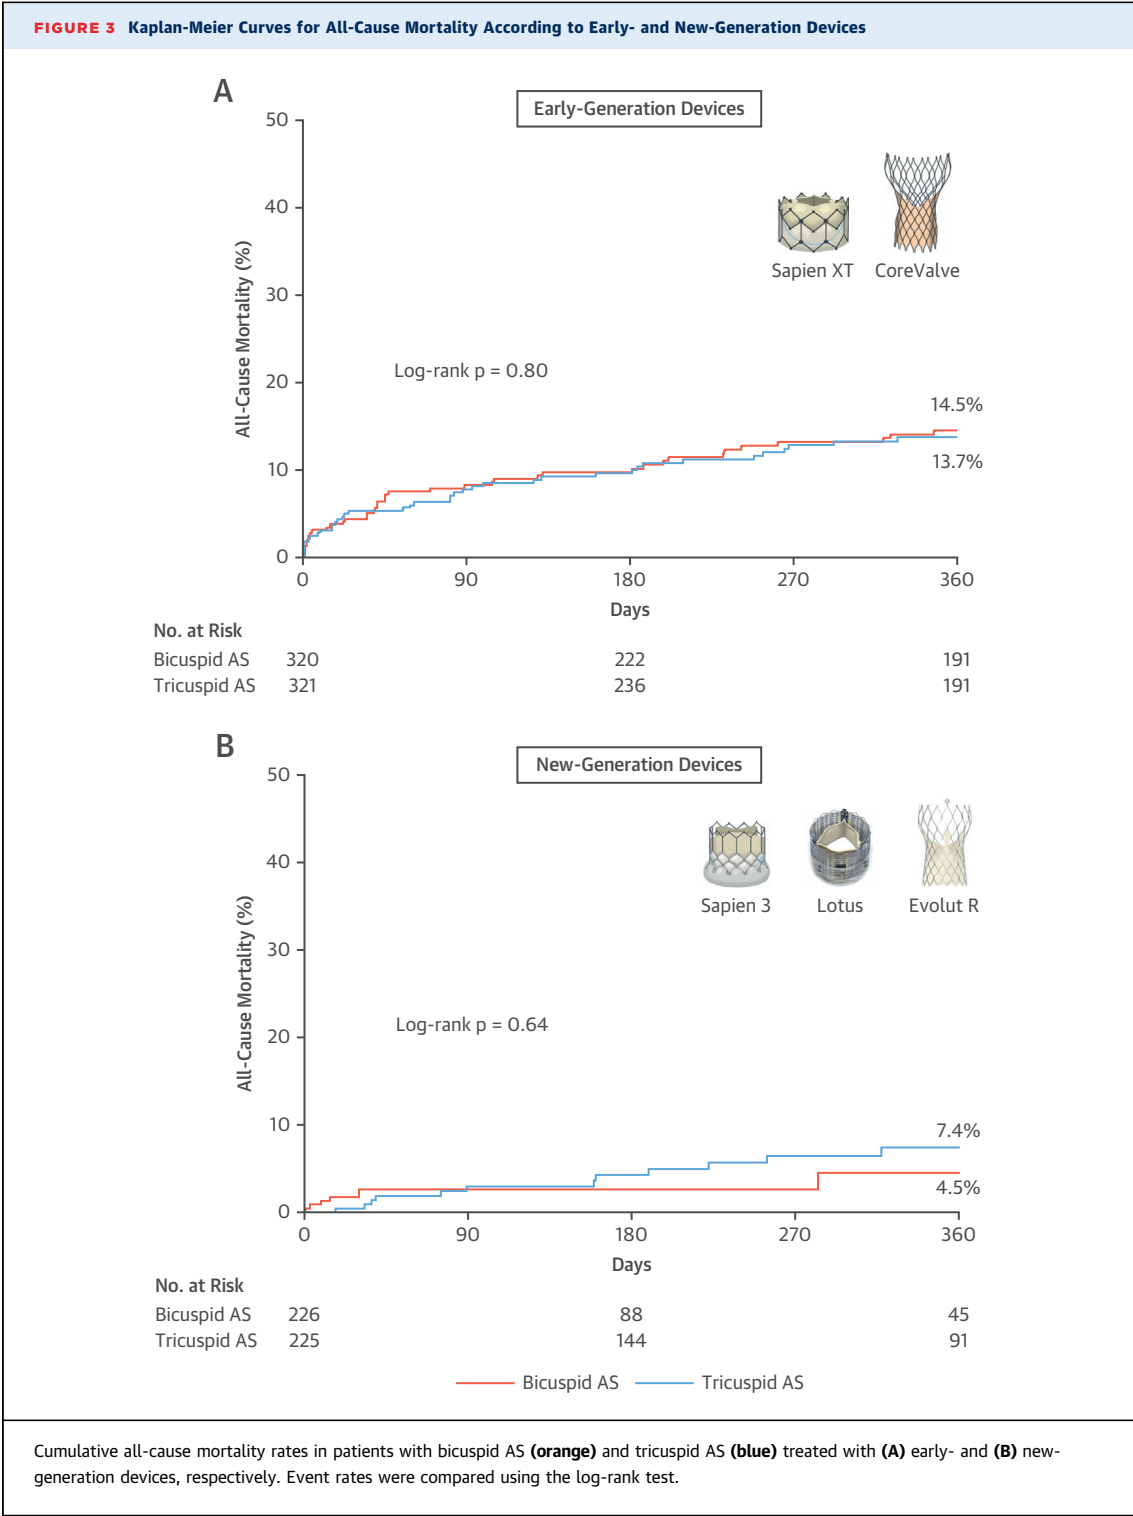 FIGURE 3 Kaplan-Meier Curves for All-Cause Mortality According to Early- and New-Generation Devices
A
Early-Generation Devices
50
40
30
20
10
0
All-Cause Mortality (%)
Sapien XT
CoreValve
Log-rank p = 0.80
14.5%
13.7%
0 90 180 270 360
Days
No. at Risk
Bicuspid AS 320 222 191
Tricuspid AS 321 236 191
B
New-Generation Devices
50
40
30
20
10
0
All-Cause Mortality (%)
Sapien 3
Lotus
Evolut R
Log-rank p = 0.64
7.4%
4.5%
0 90 180 270 360
Days
No. at Risk
Bicuspid AS 226 88 45
Tricuspid AS 225 144 91
Bicuspid AS Tricuspid AS
Cumulative all-cause mortality rates in patients with bicuspid AS (orange) and tricuspid AS (blue) treated with (A) early- and (B) new-
generation devices, respectively. Event rates were compared using the log-rank test.